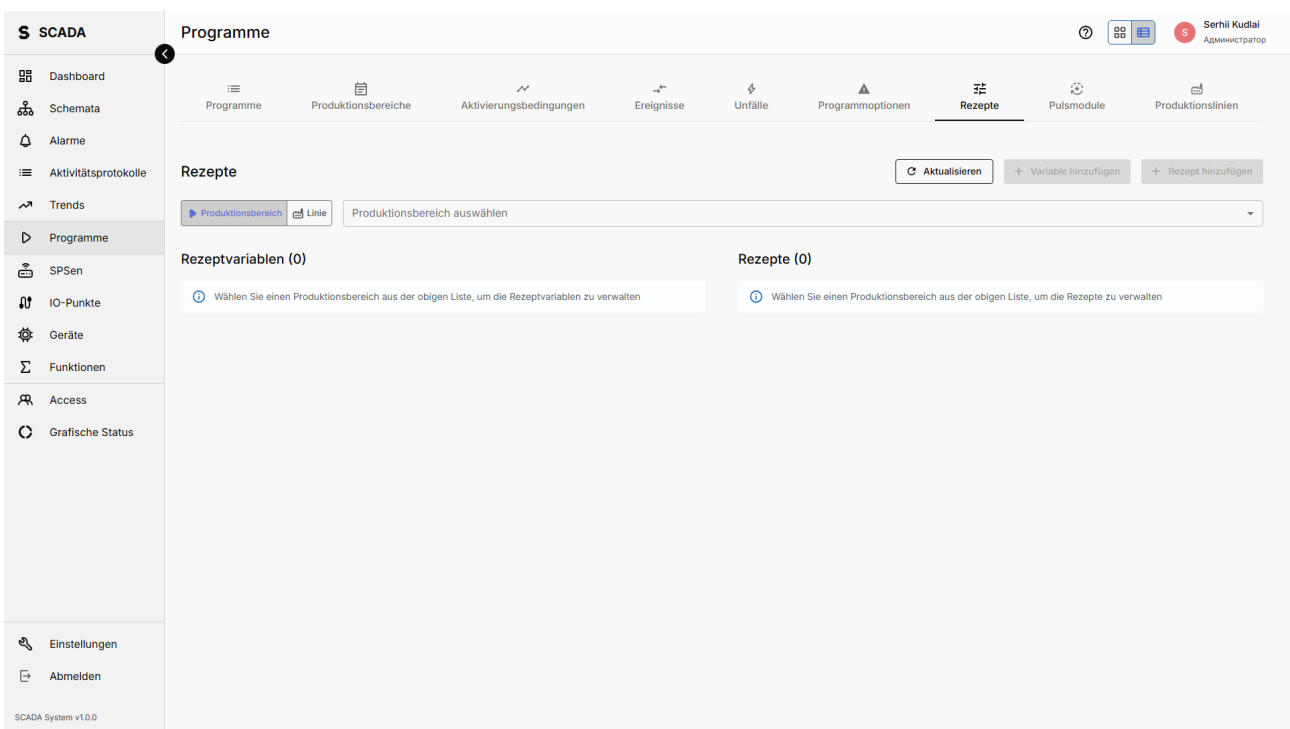 S SCADA
Programme
S
Serhii Kudlai
Администратор
Dashboard
Schemata
Alarme
Aktivitätsprotokolle
Trends
Programme
SPSen
IO-Punkte
Geräte
Funktionen
Access
Grafische Status
Einstellungen
Abmelden
SCADA System v1.0.0
Programme
Produktionsbereiche
Aktivierungsbedingungen
Ereignisse
Unfälle
Programmoptionen
Rezepte
Pulsmodule
Produktionslinien
Rezepte
Aktualisieren
+ Variable hinzufügen
+ Rezept hinzufügen
Produktionsbereich
Linie
Produktionsbereich auswählen
Rezeptvariablen (0)
Wählen Sie einen Produktionsbereich aus der obigen Liste, um die Rezeptvariablen zu verwalten
Rezepte (0)
Wählen Sie einen Produktionsbereich aus der obigen Liste, um die Rezepte zu verwalten